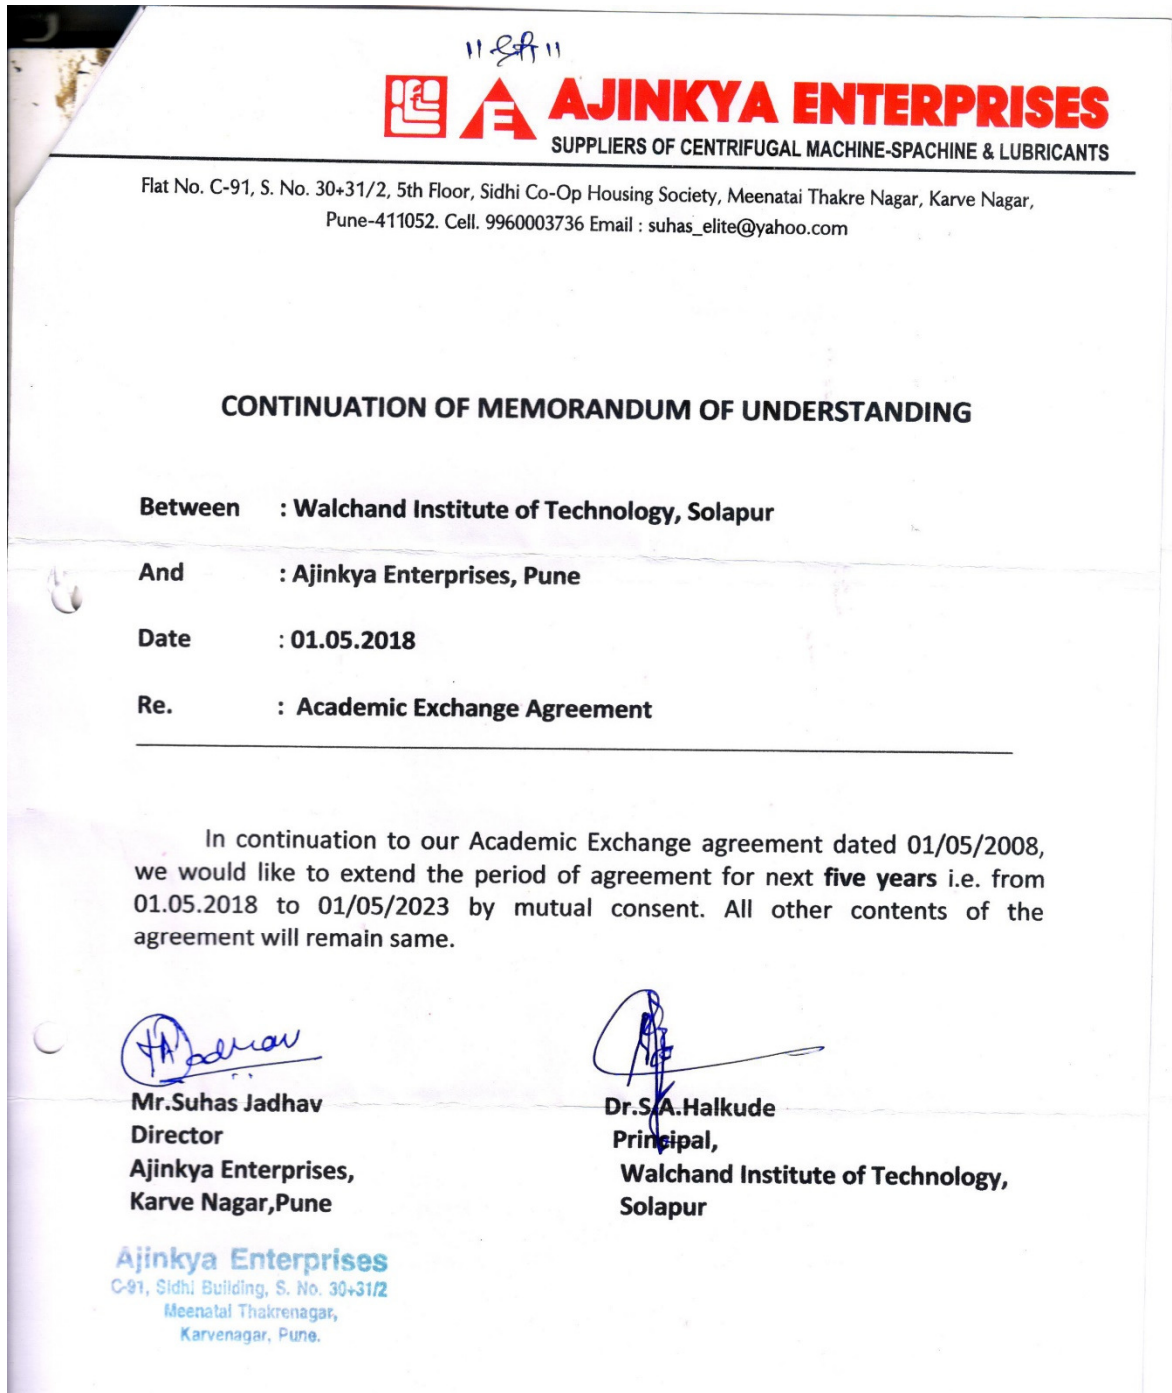 ॥ श्री ॥
AJINKYA ENTERPRISES
SUPPLIERS OF CENTRIFUGAL MACHINE-SPACHINE & LUBRICANTS
Flat No. C-91, S. No. 30+31/2, 5th Floor, Sidhi Co-Op Housing Society, Meenatai Thakre Nagar, Karve Nagar,
Pune-411052. Cell. 9960003736 Email : suhas_elite@yahoo.com
CONTINUATION OF MEMORANDUM OF UNDERSTANDING
Between : Walchand Institute of Technology, Solapur
And : Ajinkya Enterprises, Pune
Date : 01.05.2018
Re. : Academic Exchange Agreement
In continuation to our Academic Exchange agreement dated 01/05/2008,
we would like to extend the period of agreement for next five years i.e. from
01.05.2018 to 01/05/2023 by mutual consent. All other contents of the
agreement will remain same.
Mr.Suhas Jadhav
Director
Ajinkya Enterprises,
Karve Nagar,Pune
Dr.S.A.Halkude
Principal,
Walchand Institute of Technology,
Solapur
Ajinkya Enterprises
C-91, Sidhi Building, S. No. 30+31/2
Meenatai Thakrenagar,
Karvenagar, Pune.